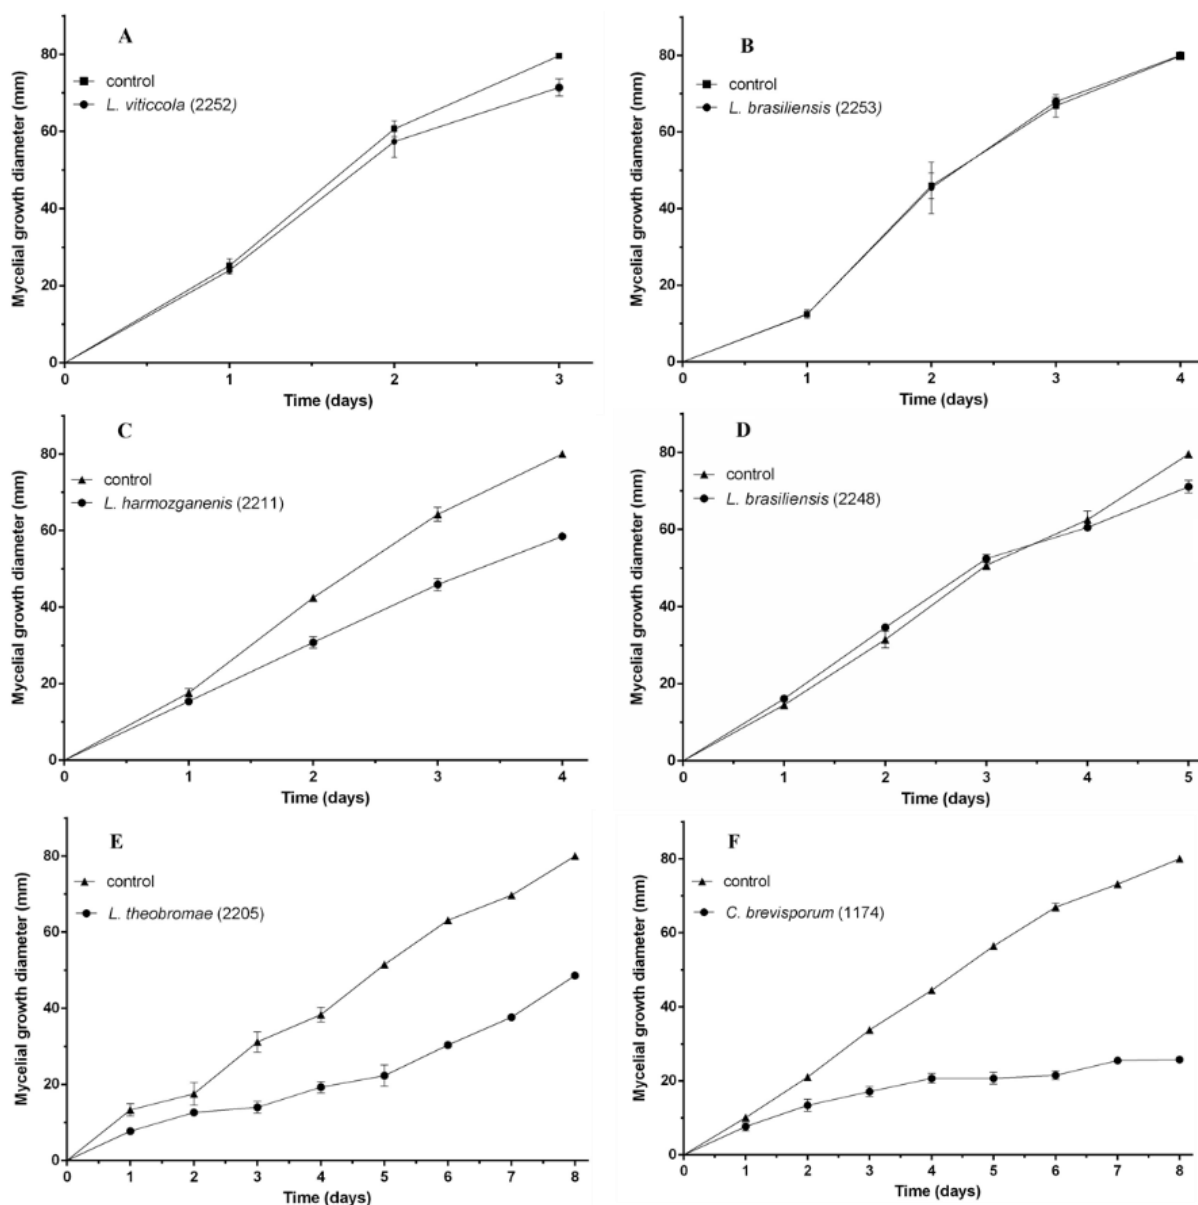 A
control
L. viticcola (2252)
Mycelial growth diameter (mm)
80
60
40
20
0
0 1 2 3
Time (days)
B
control
L. brasiliensis (2253)
Mycelial growth diameter (mm)
80
60
40
20
0
0 1 2 3 4
Time (days)
C
control
L. harmozganenis (2211)
Mycelial growth diameter (mm)
80
60
40
20
0
0 1 2 3 4
Time (days)
D
control
L. brasiliensis (2248)
Mycelial growth diameter (mm)
80
60
40
20
0
0 1 2 3 4 5
Time (days)
E
control
L. theobromae (2205)
Mycelial growth diameter (mm)
80
60
40
20
0
0 1 2 3 4 5 6 7 8
Time (days)
F
control
C. brevisporum (1174)
Mycelial growth diameter (mm)
80
60
40
20
0
0 1 2 3 4 5 6 7 8
Time (days)